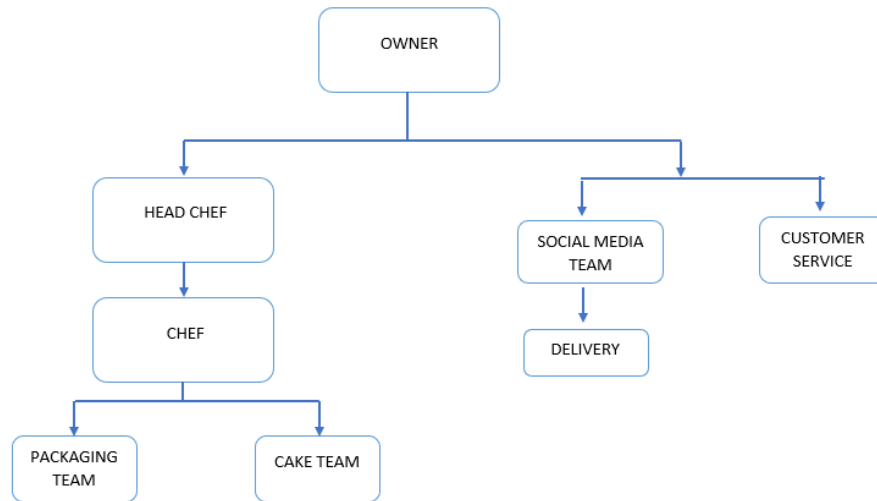 OWNER
HEAD CHEF
SOCIAL MEDIA
TEAM
CUSTOMER
SERVICE
CHEF
DELIVERY
PACKAGING
TEAM
CAKE TEAM